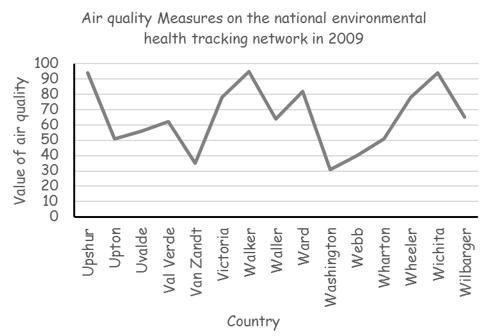 Air quality Measures on the national environmental
health tracking network in 2009
Value of air quality
100
90
80
70
60
50
40
30
20
10
0
Upshur
Upton
Uvalde
Val Verde
Van Zandt
Victoria
Walker
Waller
Ward
Washington
Webb
Wharton
Wheeler
Wichita
Wilbarger
Country